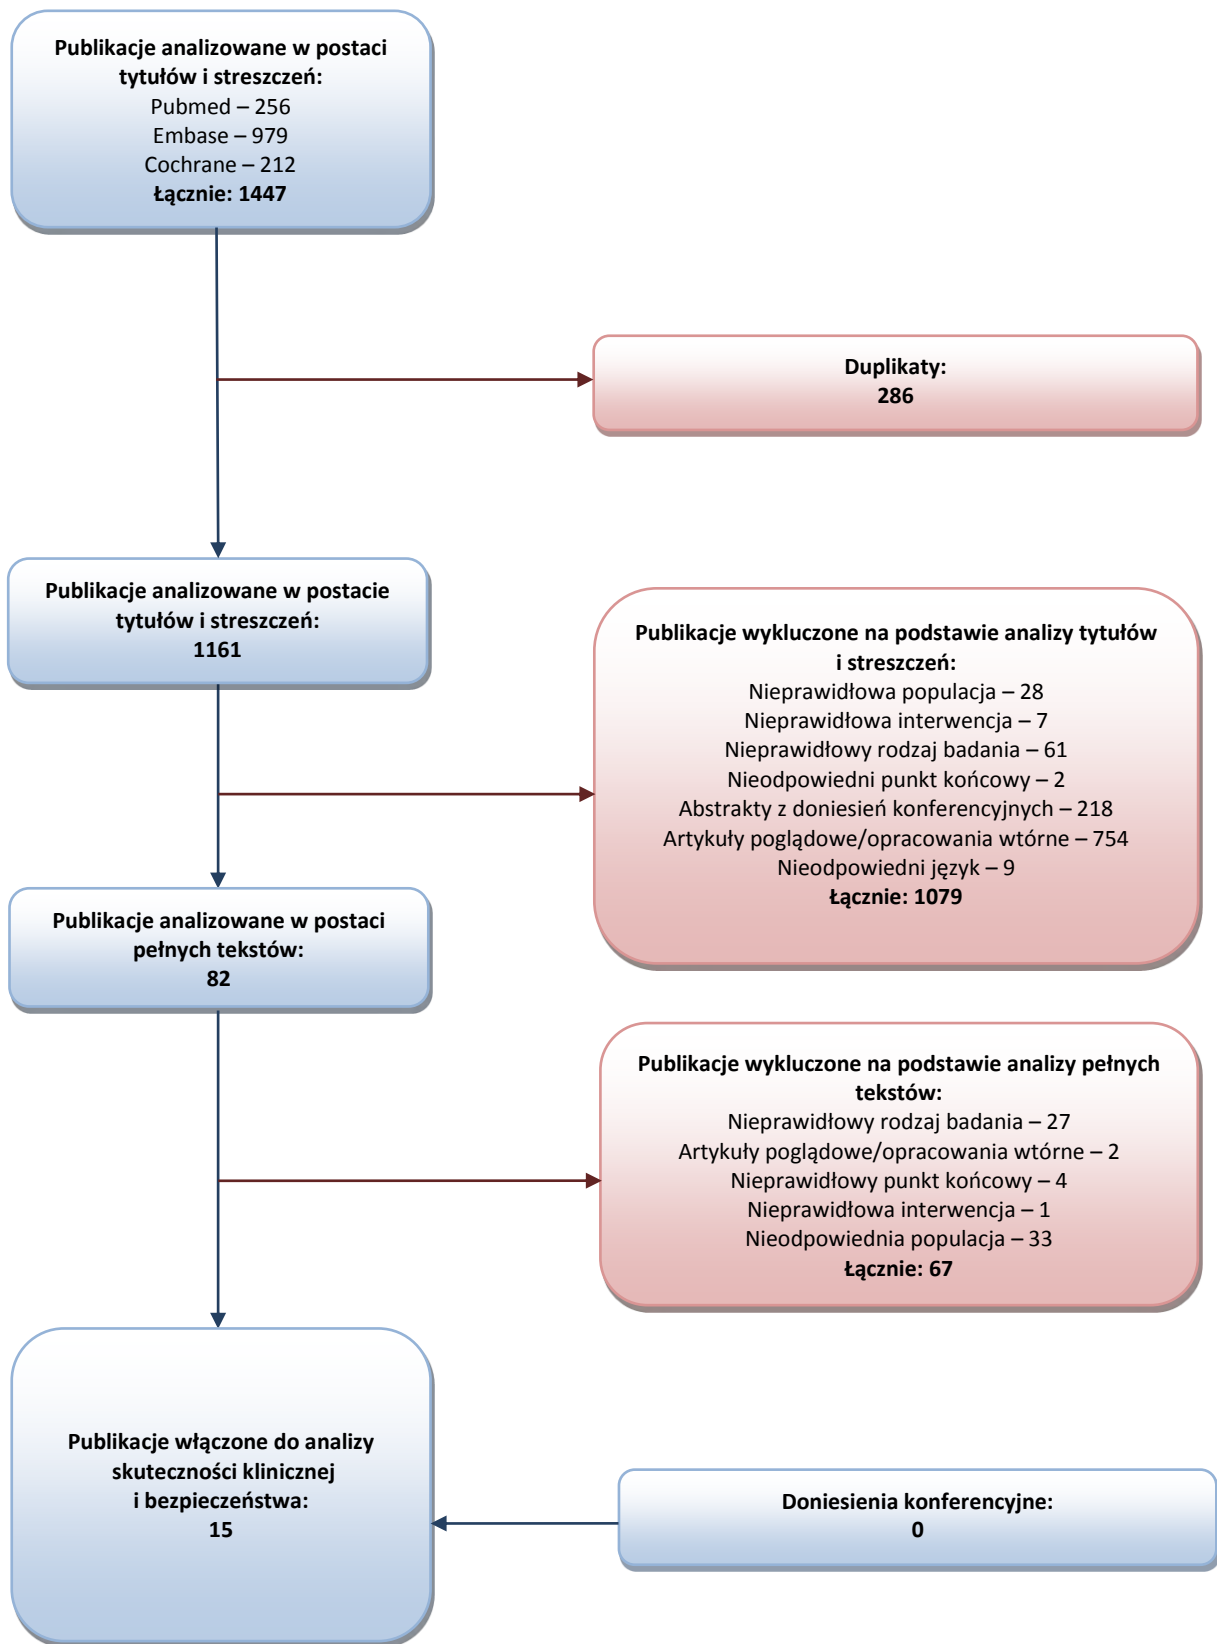 Publikacje analizowane w postaci
tytułów i streszczeń:
Pubmed – 256
Embase – 979
Cochrane – 212
Łącznie: 1447
Duplikaty:
286
Publikacje analizowane w postacie
tytułów i streszczeń:
1161
Publikacje wykluczone na podstawie analizy tytułów
i streszczeń:
Nieprawidłowa populacja – 28
Nieprawidłowa interwencja – 7
Nieprawidłowy rodzaj badania – 61
Nieodpowiedni punkt końcowy – 2
Abstrakty z doniesień konferencyjnych – 218
Artykuły poglądowe/opracowania wtórne – 754
Nieodpowiedni język – 9
Łącznie: 1079
Publikacje analizowane w postaci
pełnych tekstów:
82
Publikacje wykluczone na podstawie analizy pełnych
tekstów:
Nieprawidłowy rodzaj badania – 27
Artykuły poglądowe/opracowania wtórne – 2
Nieprawidłowy punkt końcowy – 4
Nieprawidłowa interwencja – 1
Nieodpowiednia populacja – 33
Łącznie: 67
Publikacje włączone do analizy
skuteczności klinicznej
i bezpieczeństwa:
15
Doniesienia konferencyjne:
0